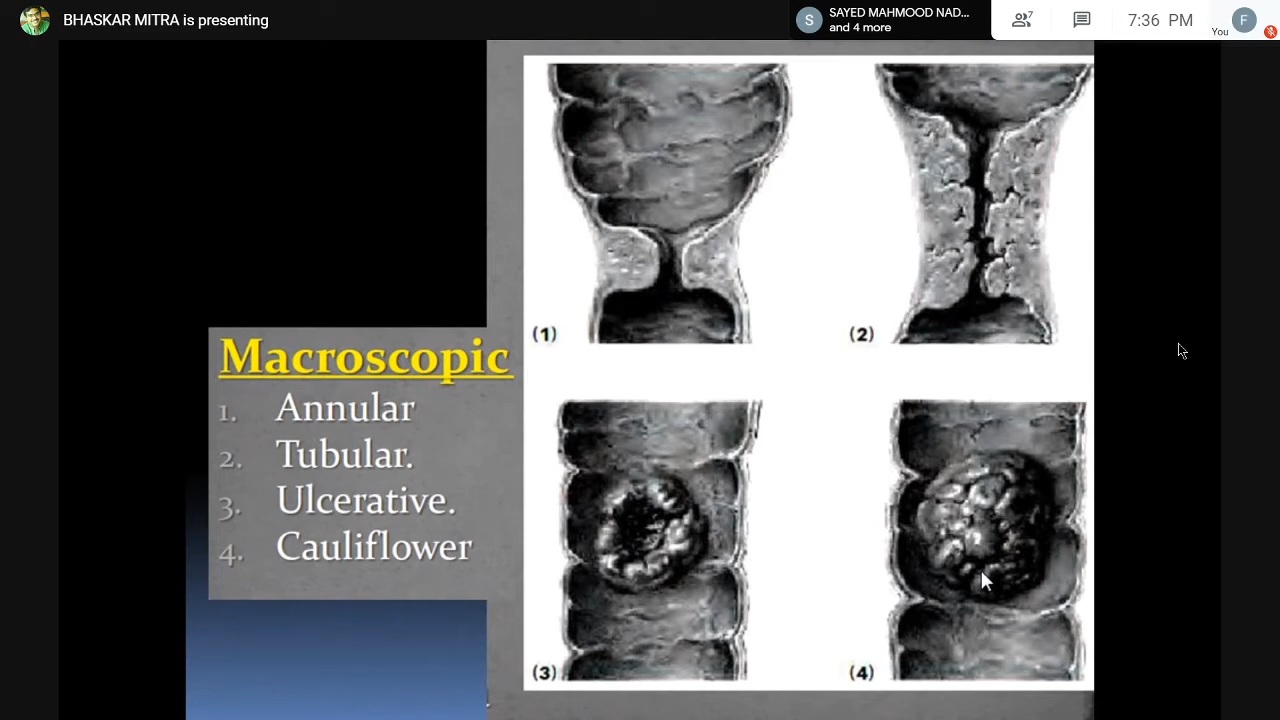 BHASKAR MITRA is presenting
S
SAYED MAHMOOD NAD...
and 4 more
7
7:36 PM
You
F
Macroscopic
1. Annular
2. Tubular.
3. Ulcerative.
4. Cauliflower
(1)
(2)
(3)
(4)